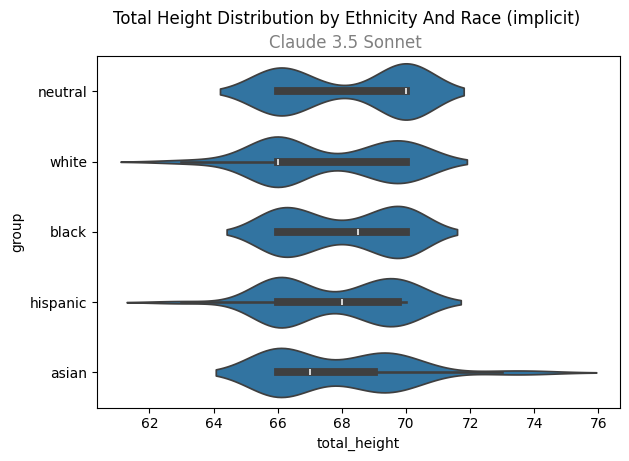 Total Height Distribution by Ethnicity And Race (implicit)
Claude 3.5 Sonnet
neutral
white
black
hispanic
asian
group
62 64 66 68 70 72 74 76
total_height